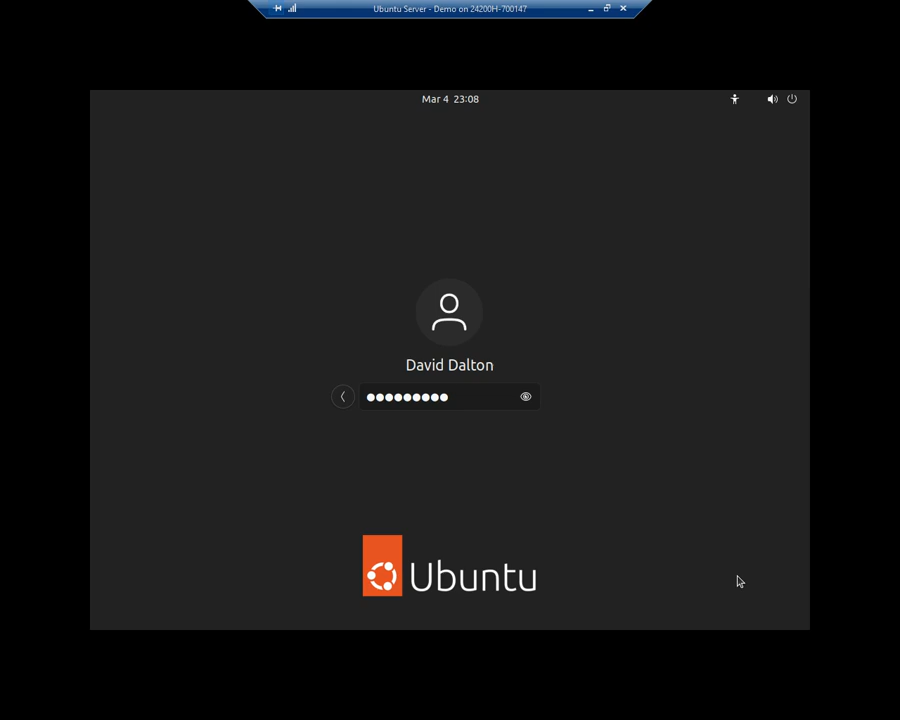 Ubuntu Server - Demo on 24200H-700147
Mar 4 23:08
David Dalton
Ubuntu